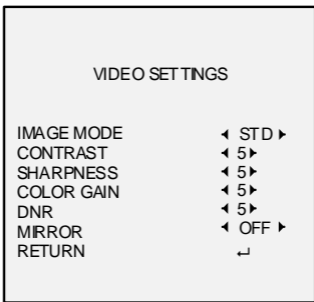 VIDEO SETTINGS
IMAGE MODE ◄ STD ►
CONTRAST ◄ 5 ►
SHARPNESS ◄ 5 ►
COLOR GAIN ◄ 5 ►
DNR ◄ 5 ►
MIRROR ◄ OFF ►
RETURN ↵